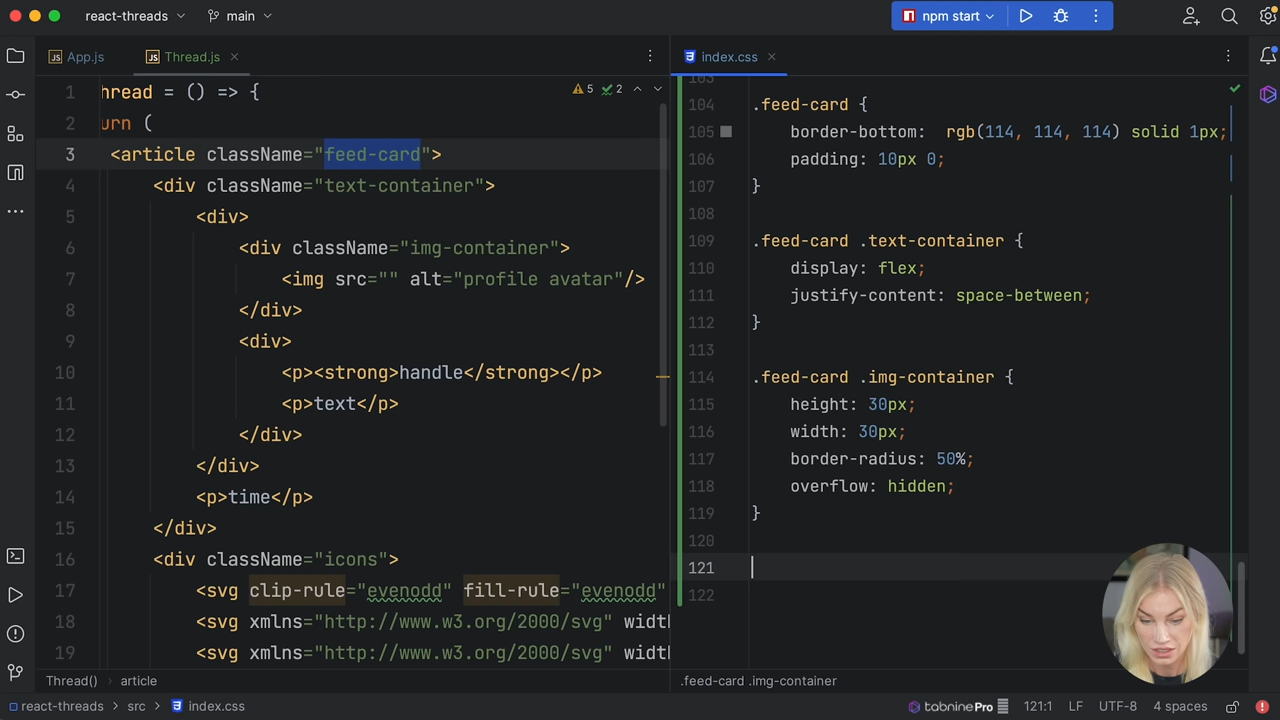 react-threads
main
npm start
App.js
Thread.js
1 hread = () => {
2 urn (
3 <article className="feed-card">
4 <div className="text-container">
5 <div>
6 <div className="img-container">
7 <img src="" alt="profile avatar"/>
8 </div>
9 <div>
10 <p><strong>handle</strong></p>
11 <p>text</p>
12 </div>
13 </div>
14 <p>time</p>
15 </div>
16 <div className="icons">
17 <svg clip-rule="evenodd" fill-rule="evenodd"
18 <svg xmlns="http://www.w3.org/2000/svg" width
19 <svg xmlns="http://www.w3.org/2000/svg" width
5 2
Thread() article
index.css
103
104 .feed-card {
105 border-bottom: rgb(114, 114, 114) solid 1px;
106 padding: 10px 0;
107 }
108
109 .feed-card .text-container {
110 display: flex;
111 justify-content: space-between;
112 }
113
114 .feed-card .img-container {
115 height: 30px;
116 width: 30px;
117 border-radius: 50%;
118 overflow: hidden;
119 }
120
121
122
.feed-card .img-container
react-threads > src > index.css
tabnine Pro 121:1 LF UTF-8 4 spaces